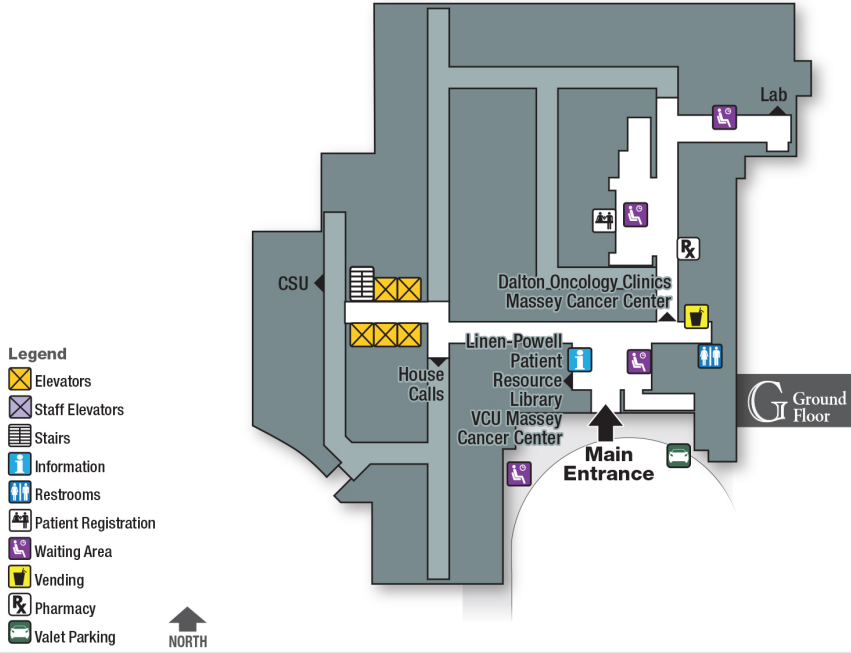 Lab
CSU
Dalton Oncology Clinics
Massey Cancer Center
Linen-Powell
Patient
Resource
Library
VCU Massey
Cancer Center
House
Calls
Main
Entrance
G Ground
Floor
Legend
Elevators
Staff Elevators
Stairs
i Information
Restrooms
Patient Registration
Waiting Area
Vending
Rx Pharmacy
Valet Parking
NORTH
Rx
i